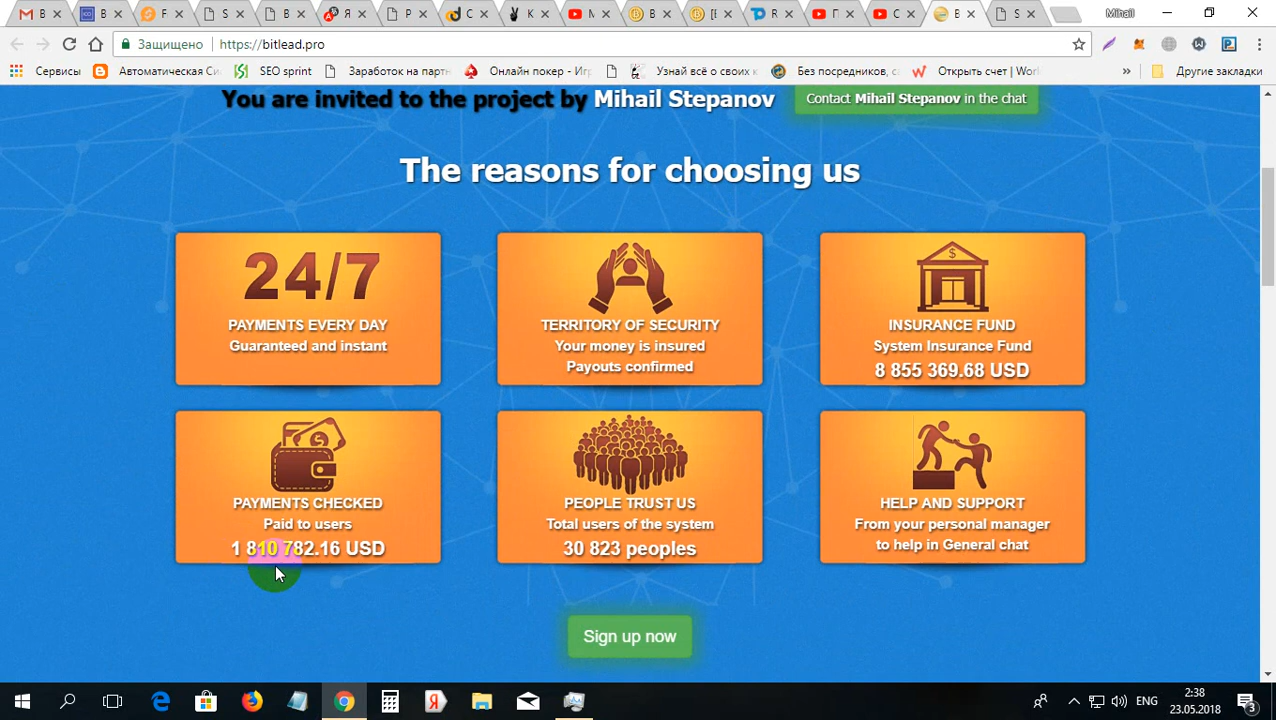 B
B
F
S
B
Я
P
C
K
M
B
[E
R
П
C
B
S
Mihail
Защищено
https://bitlead.pro
Сервисы
Автоматическая Си
SEO sprint
Заработок на партн
Онлайн покер - Иг
Узнай всё о своих к
Без посредников, са
Открыть счет | Worl
»
Другие закладки
You are invited to the project by Mihail Stepanov
Contact Mihail Stepanov in the chat
The reasons for choosing us
24/7
PAYMENTS EVERY DAY
Guaranteed and instant
TERRITORY OF SECURITY
Your money is insured
Payouts confirmed
INSURANCE FUND
System Insurance Fund
8 855 369.68 USD
PAYMENTS CHECKED
Paid to users
1 810 782.16 USD
PEOPLE TRUST US
Total users of the system
30 823 peoples
HELP AND SUPPORT
From your personal manager
to help in General chat
Sign up now
ENG
2:38
23.05.2018
3